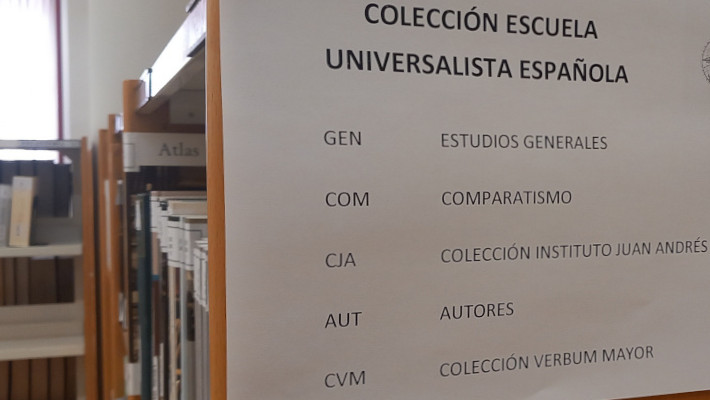 COLECCIÓN ESCUELA
UNIVERSALISTA ESPAÑOLA
GEN ESTUDIOS GENERALES
COM COMPARATISMO
CJA COLECCIÓN INSTITUTO JUAN ANDRÉS
AUT AUTORES
CVM COLECCIÓN VERBUM MAYOR
Atlas